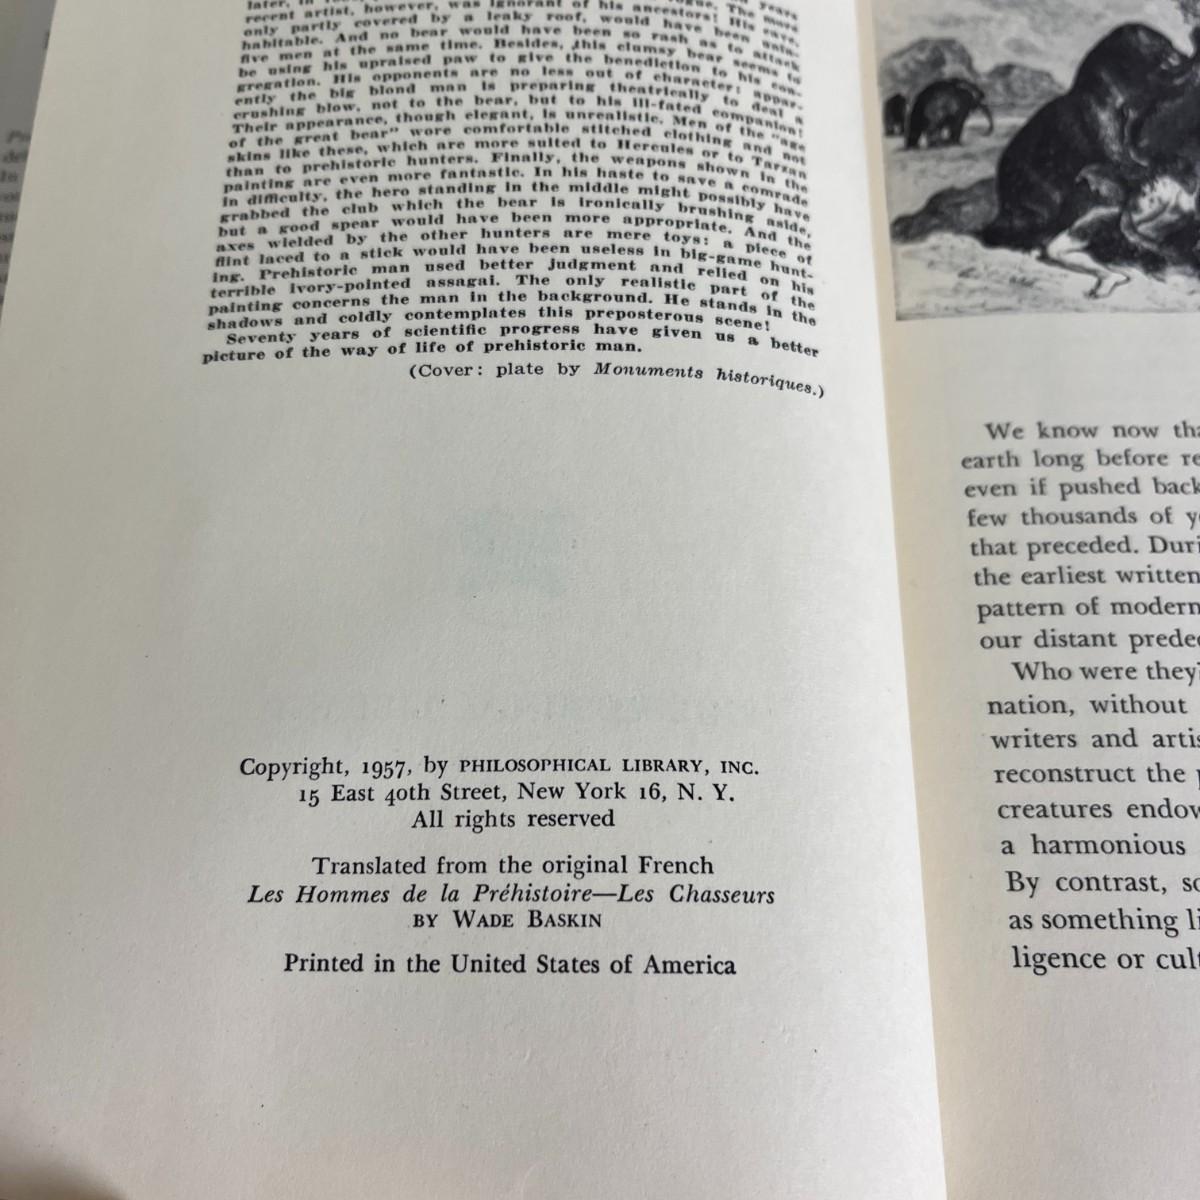 later, in
recent artist, however, was ignorant of his ancestors! His cave,
only partly covered by a leaky roof, would have been unin-
habitable. And no bear would have been so rash as to attack
five men at the same time. Besides, this clumsy bear seems to
be using his upraised paw to give the benediction to his con-
gregation. His opponents are no less out of character: appar-
ently the big blond man is preparing theatrically to deal a
crushing blow, not to the bear, but to his ill-fated companion!
Their appearance, though elegant, is unrealistic. Men of the "age
of the great bear" wore comfortable stitched clothing and not
skins like these, which are more suited to Hercules or to Tarzan
than to prehistoric hunters. Finally, the weapons shown in the
painting are even more fantastic. In his haste to save a comrade
in difficulty, the hero standing in the middle might possibly have
grabbed the club which the bear is ironically brushing aside,
but a good spear would have been more appropriate. And the
axes wielded by the other hunters are mere toys: a piece of
flint laced to a stick would have been useless in big-game hunt-
ing. Prehistoric man used better judgment and relied on his
terrible ivory-pointed assagai. The only realistic part of the
painting concerns the man in the background. He stands in the
shadows and coldly contemplates this preposterous scene!
Seventy years of scientific progress have given us a better
picture of the way of life of prehistoric man.
(Cover: plate by Monuments historiques.)
Copyright, 1957, by PHILOSOPHICAL LIBRARY, INC.
15 East 40th Street, New York 16, N. Y.
All rights reserved
Translated from the original French
Les Hommes de la Préhistoire—Les Chasseurs
BY WADE BASKIN
Printed in the United States of America
We know now tha
earth long before re
even if pushed back
few thousands of y
that preceded. Duri
the earliest written
pattern of modern
our distant prede
Who were they?
nation, without
writers and artis
reconstruct the
creatures endow
a harmonious
By contrast, so
as something li
ligence or cult